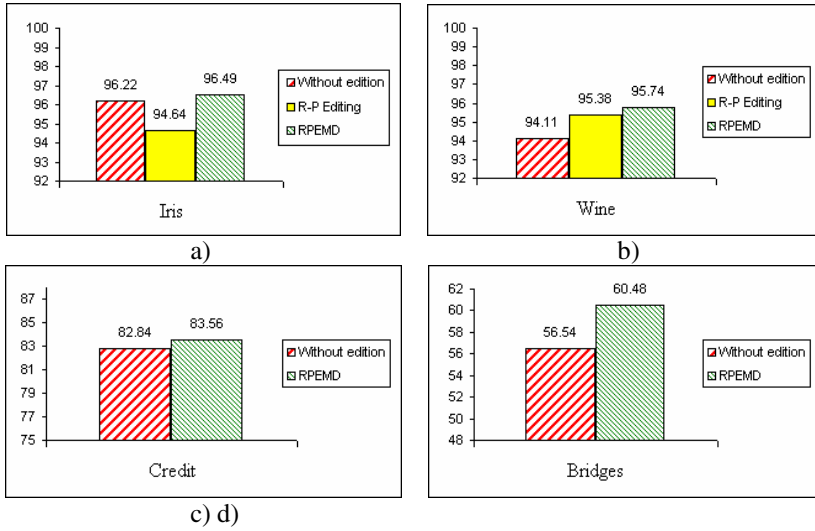 100
99
98
97
96
95
94
93
92
96.22
94.64
96.49
Without edition
R-P Editing
RPEMD
Iris
a)
100
99
98
97
96
95
94
93
92
94.11
95.38
95.74
Without edition
R-P Editing
RPEMD
Wine
b)
87
85
83
81
79
77
75
82.84
83.56
Without edition
RPEMD
Credit
62
60
58
56
54
52
50
48
56.54
60.48
Without edition
RPEMD
Bridges
c) d)